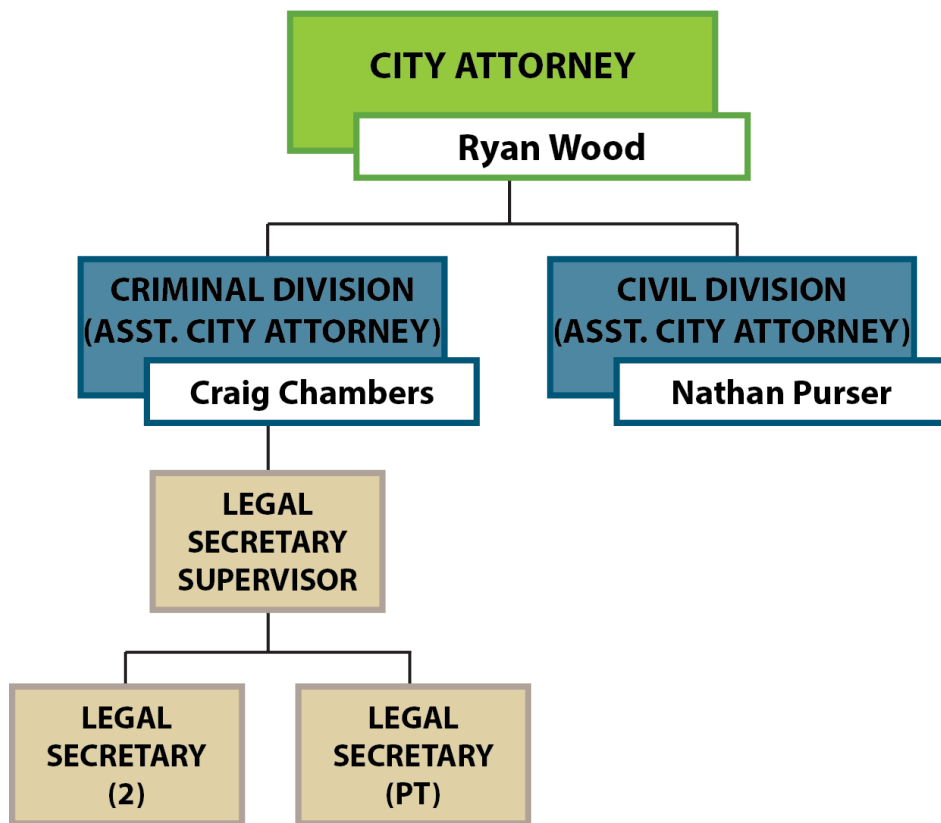 CITY ATTORNEY
Ryan Wood
CRIMINAL DIVISION
(ASST. CITY ATTORNEY)
Craig Chambers
CIVIL DIVISION
(ASST. CITY ATTORNEY)
Nathan Purser
LEGAL
SECRETARY
SUPERVISOR
LEGAL
SECRETARY
(2)
LEGAL
SECRETARY
(PT)